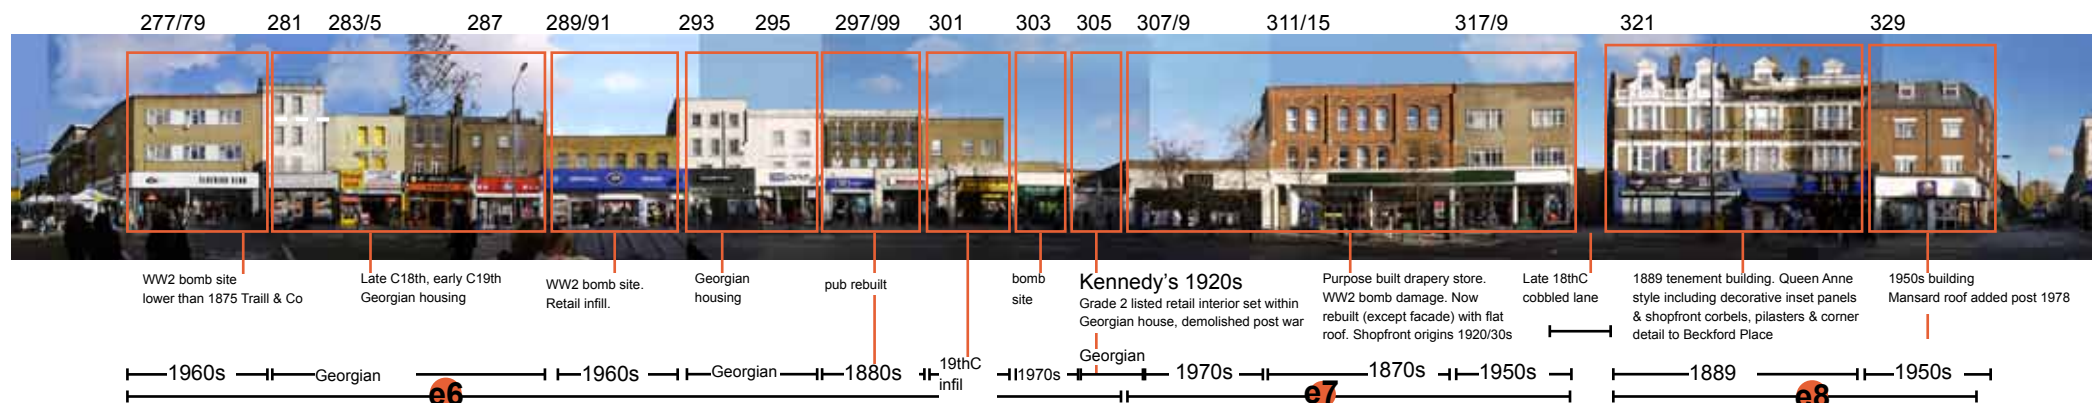 277/79 281 283/5 287 289/91 293 295 297/99 301 303 305 307/9 311/15 317/9 321 329
WW2 bomb site
lower than 1875 Traill & Co
Late C18th, early C19th
Georgian housing
WW2 bomb site.
Retail infill.
Georgian
housing
pub rebuilt
bomb
site
Kennedy's 1920s
Grade 2 listed retail interior set within
Georgian house, demolished post war
Purpose built drapery store.
WW2 bomb damage. Now
rebuilt (except facade) with flat
roof. Shopfront origins 1920/30s
Late 18thC
cobbled lane
1889 tenement building. Queen Anne
style including decorative inset panels
& shopfront corbels, pilasters & corner
detail to Beckford Place
1950s building
Mansard roof added post 1978
1960s Georgian 1960s Georgian 1880s
19thC
infil
1970s
Georgian
1970s 1870s 1950s 1889 1950s
e6 e7 e8